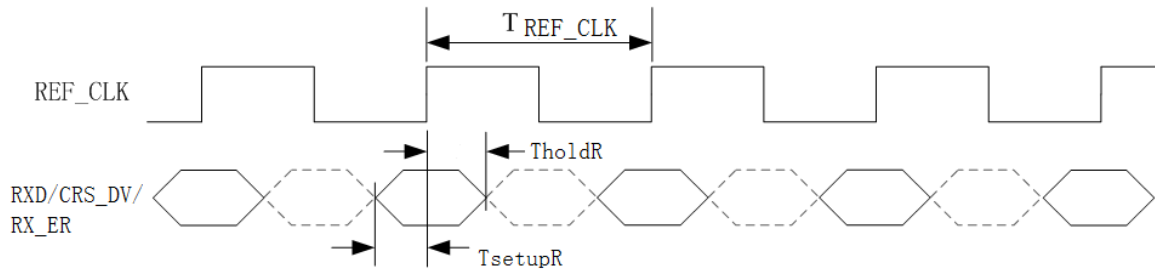 T REF_CLK
REF_CLK
TholdR
RXD/CRS_DV/
RX_ER
TsetupR